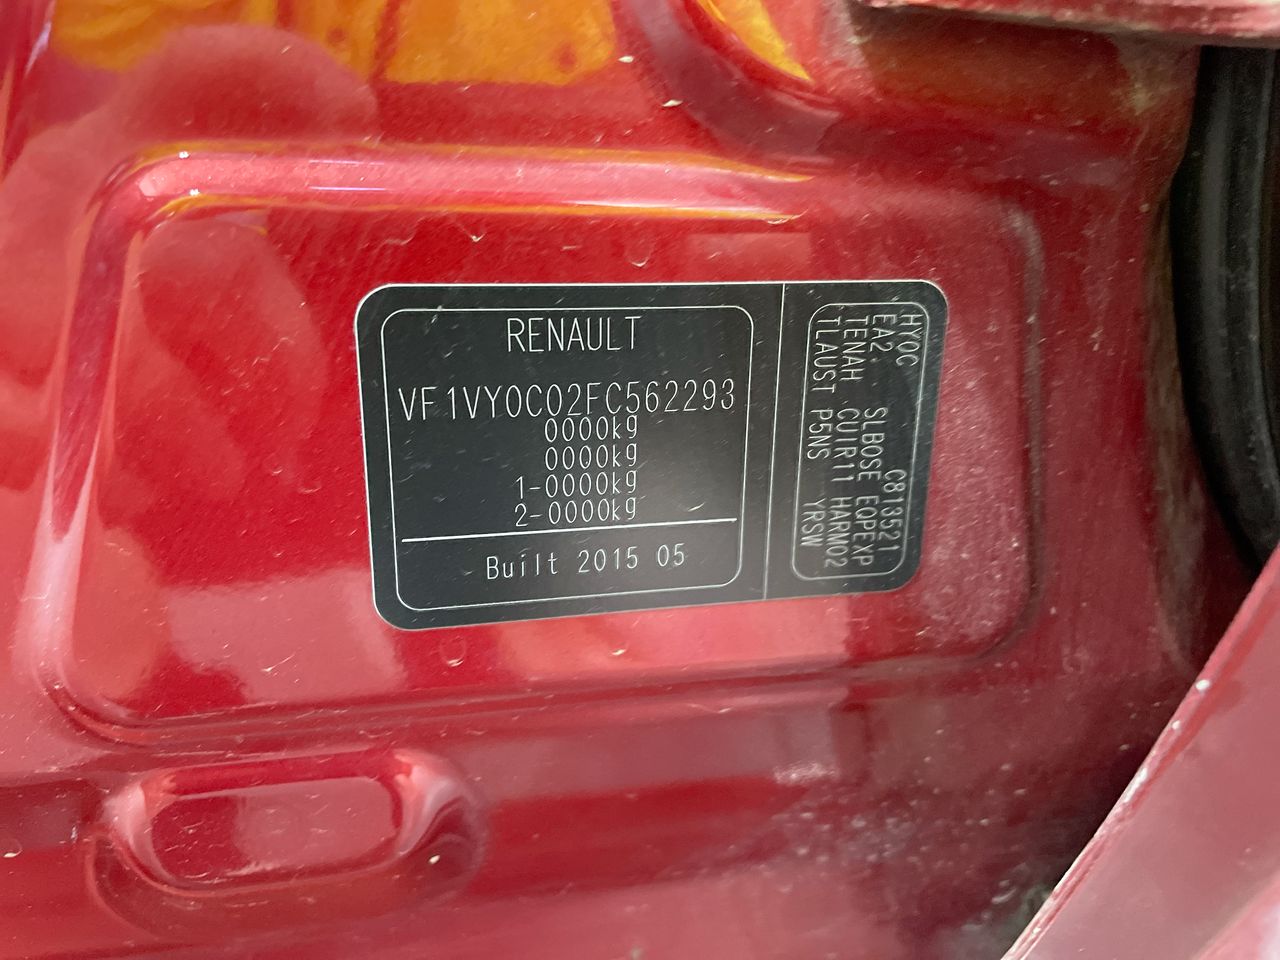 RENAULT
VF1VY0C02FC562293
0000kg
0000kg
1-0000kg
2-0000kg
Built 2015 05
HYOC C813521
EA2. SLBOSE EQPEXP
TENAH CUIR11 HARM02
TLAUST P5NS YRSW